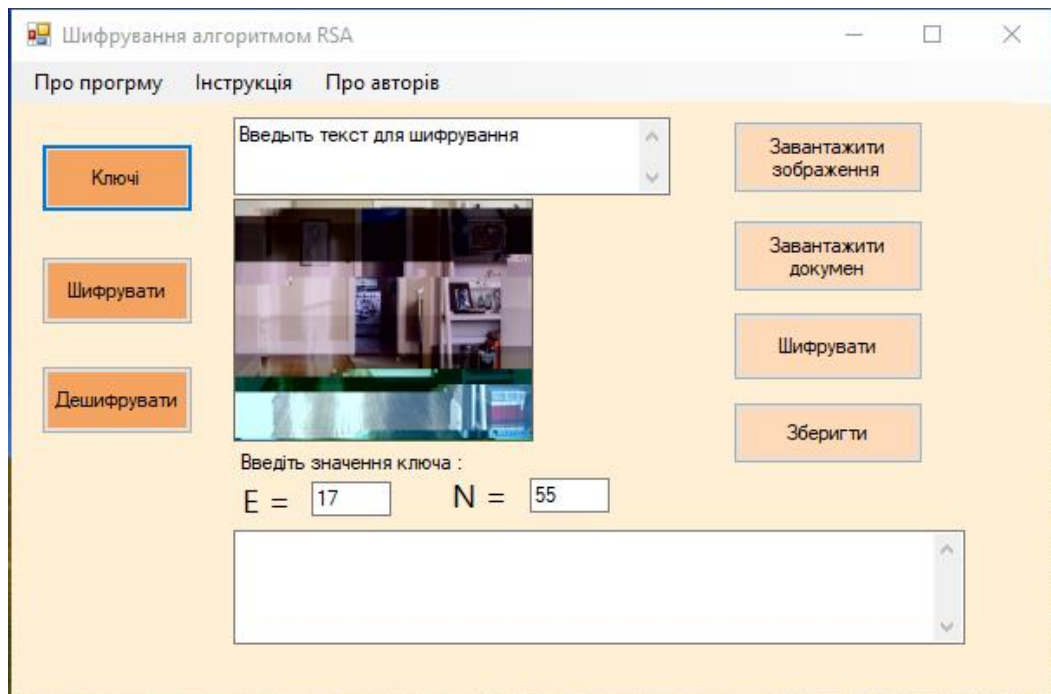 Шифрування алгоритмом RSA
Про прогрму Інструкція Про авторів
Введыть текст для шифрування
Ключі
Шифрувати
Дешифрувати
Завантажити
зображення
Завантажити
докумен
Шифрувати
Зберигти
Введіть значення ключа :
E = 17 N = 55